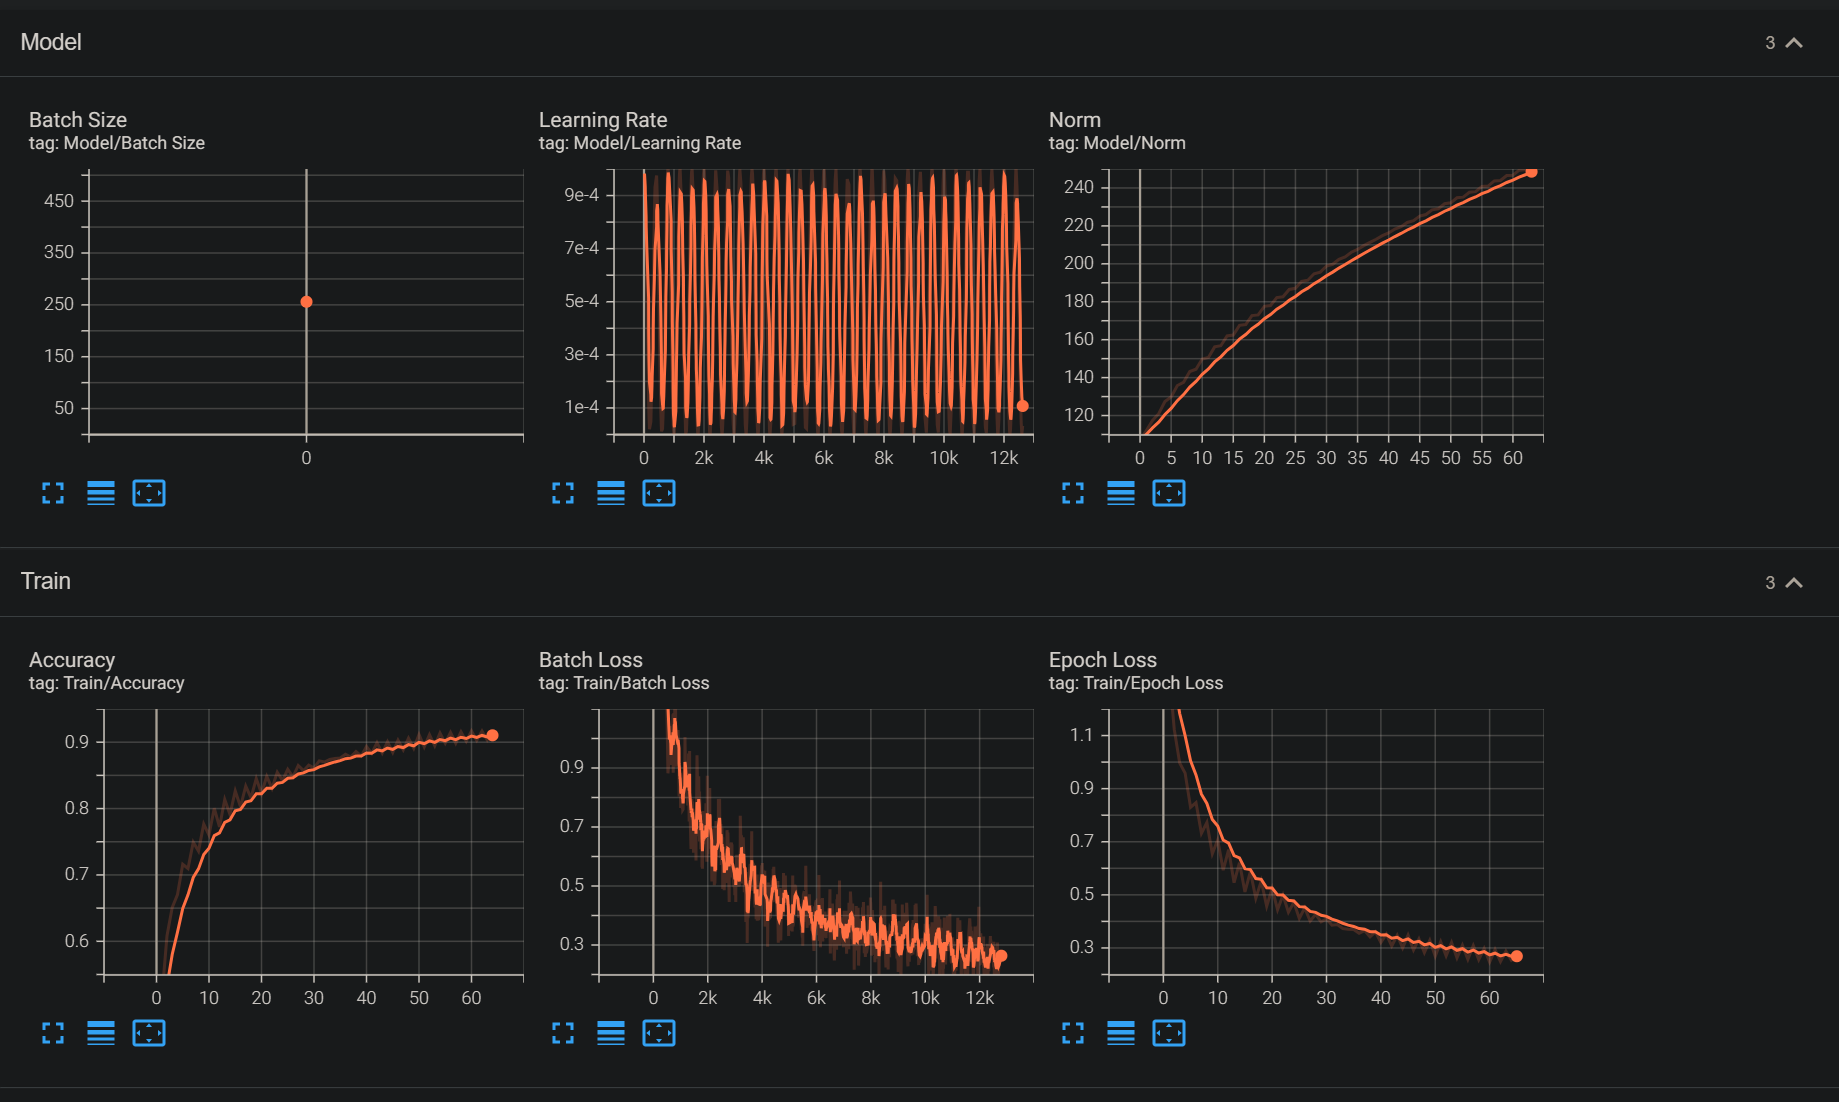 Model
3
Batch Size
tag: Model/Batch Size
450
350
250
150
50
0
Learning Rate
tag: Model/Learning Rate
9e-4
7e-4
5e-4
3e-4
1e-4
0 2k 4k 6k 8k 10k 12k
Norm
tag: Model/Norm
240
220
200
180
160
140
120
0 5 10 15 20 25 30 35 40 45 50 55 60
Train
3
Accuracy
tag: Train/Accuracy
0.9
0.8
0.7
0.6
0 10 20 30 40 50 60
Batch Loss
tag: Train/Batch Loss
0.9
0.7
0.5
0.3
0 2k 4k 6k 8k 10k 12k
Epoch Loss
tag: Train/Epoch Loss
1.1
0.9
0.7
0.5
0.3
0 10 20 30 40 50 60